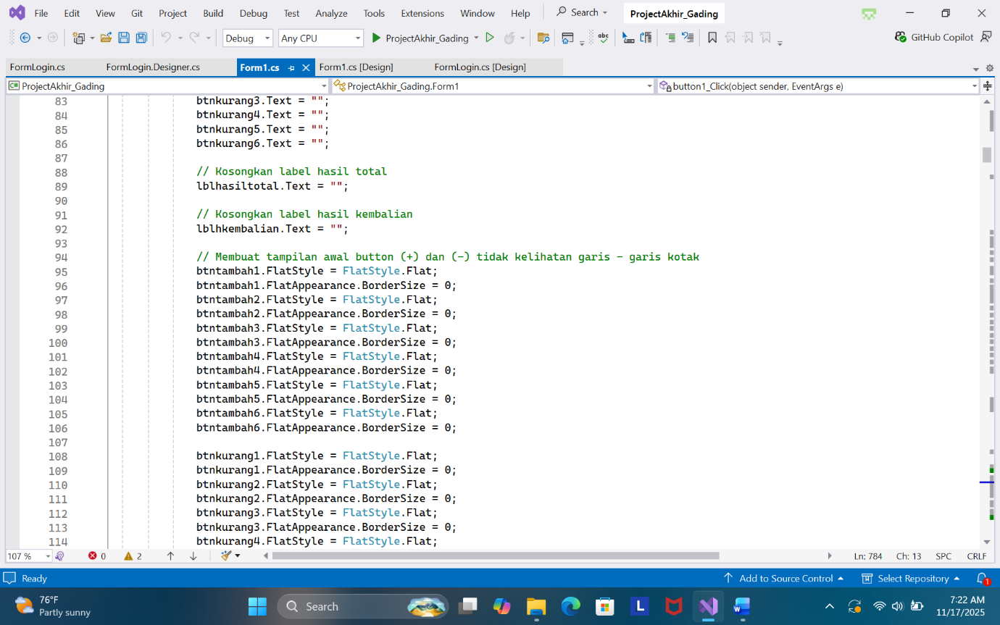 File Edit View Git Project Build Debug Test Analyze Tools Extensions Window Help Search ProjectAkhir_Gading
Debug Any CPU ProjectAkhir_Gading abc GitHub Copilot
FormLogin.cs FormLogin.Designer.cs Form1.cs Form1.cs [Design] FormLogin.cs [Design]
C# ProjectAkhir_Gading ProjectAkhir_Gading.Form1 button1_Click(object sender, EventArgs e)
83 btnkurang3.Text = "";
84 btnkurang4.Text = "";
85 btnkurang5.Text = "";
86 btnkurang6.Text = "";
87
88 // Kosongkan label hasil total
89 lblhasiltotal.Text = "";
90
91 // Kosongkan label hasil kembalian
92 lblhkembalian.Text = "";
93
94 // Membuat tampilan awal button (+) dan (-) tidak kelihatan garis - garis kotak
95 btntambah1.FlatStyle = FlatStyle.Flat;
96 btntambah1.FlatAppearance.BorderSize = 0;
97 btntambah2.FlatStyle = FlatStyle.Flat;
98 btntambah2.FlatAppearance.BorderSize = 0;
99 btntambah3.FlatStyle = FlatStyle.Flat;
100 btntambah3.FlatAppearance.BorderSize = 0;
101 btntambah4.FlatStyle = FlatStyle.Flat;
102 btntambah4.FlatAppearance.BorderSize = 0;
103 btntambah5.FlatStyle = FlatStyle.Flat;
104 btntambah5.FlatAppearance.BorderSize = 0;
105 btntambah6.FlatStyle = FlatStyle.Flat;
106 btntambah6.FlatAppearance.BorderSize = 0;
107
108 btnkurang1.FlatStyle = FlatStyle.Flat;
109 btnkurang1.FlatAppearance.BorderSize = 0;
110 btnkurang2.FlatStyle = FlatStyle.Flat;
111 btnkurang2.FlatAppearance.BorderSize = 0;
112 btnkurang3.FlatStyle = FlatStyle.Flat;
113 btnkurang3.FlatAppearance.BorderSize = 0;
114 btnkurang4.FlatStyle = FlatStyle.Flat;
107 % 0 2 Ln: 784 Ch: 13 SPC CRLF
Ready Add to Source Control Select Repository 1
76°F
Partly sunny
Search L W
7:22 AM
11/17/2025